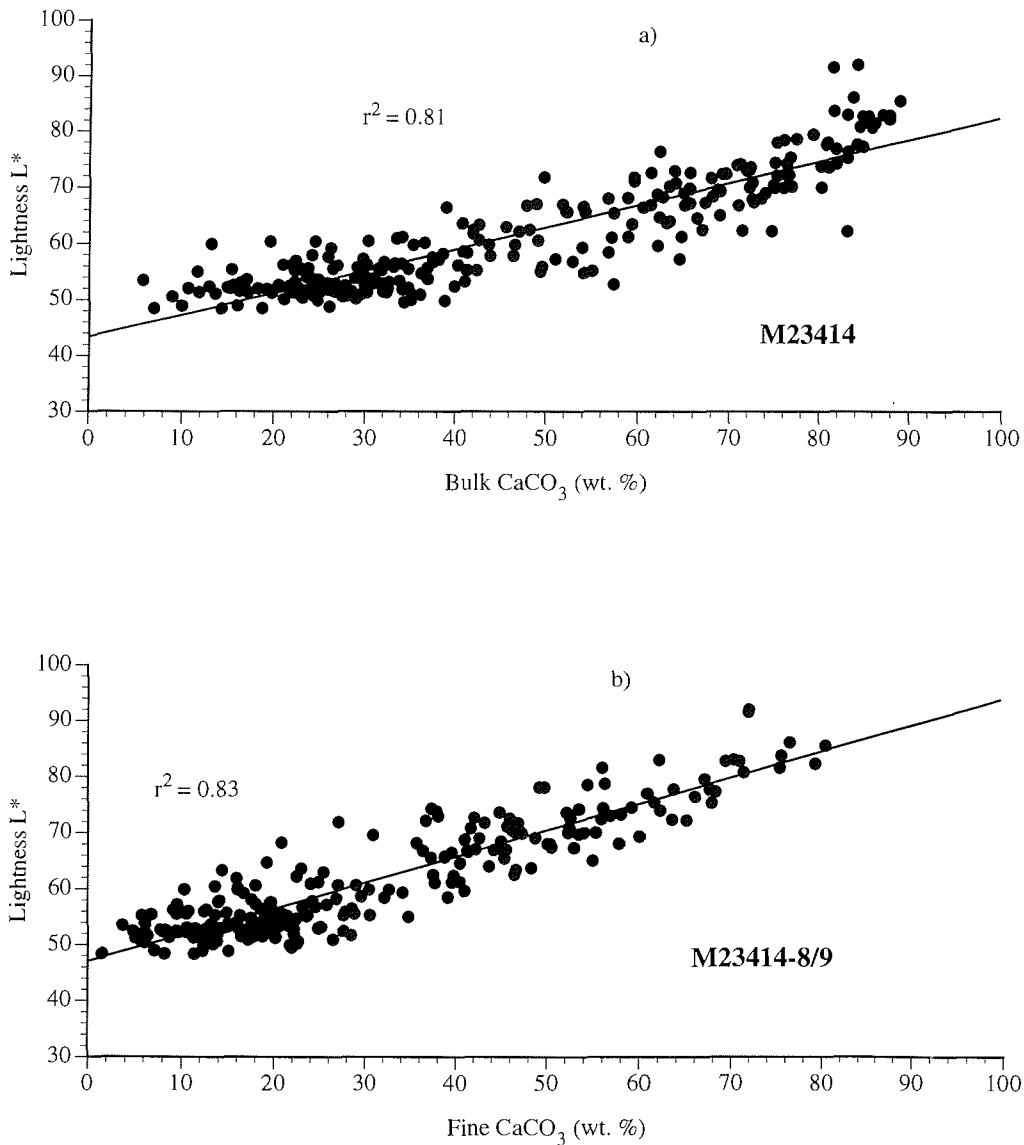 100
90
80
70
60
50
40
30
Lightness L*
a)
r² = 0.81
M23414
0 10 20 30 40 50 60 70 80 90 100
Bulk CaCO₃ (wt. %)
100
90
80
70
60
50
40
30
Lightness L*
b)
r² = 0.83
M23414-8/9
0 10 20 30 40 50 60 70 80 90 100
Fine CaCO₃ (wt. %)